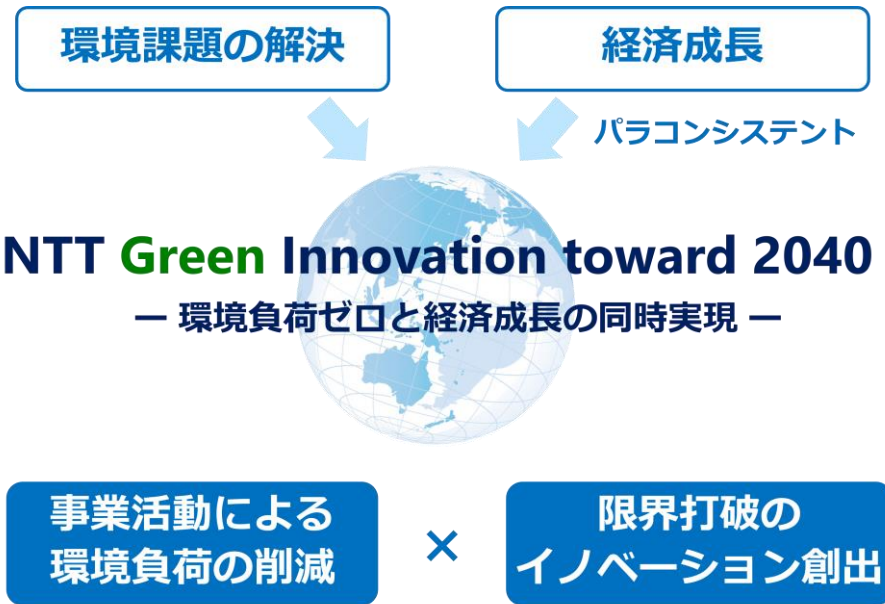 環境課題の解決
経済成長
パラコンシステント
NTT Green Innovation toward 2040
ー 環境負荷ゼロと経済成長の同時実現 ー
事業活動による
環境負荷の削減
×
限界打破の
イノベーション創出